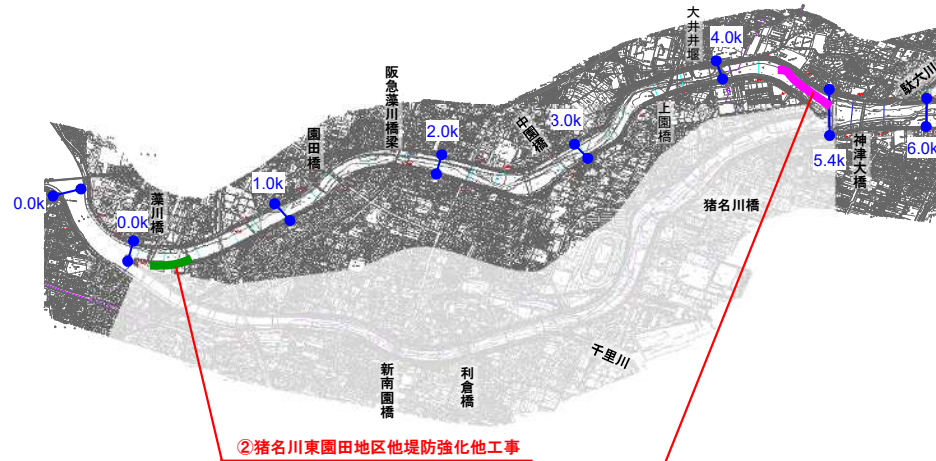 大井井堰
4.0k
駄六川
阪急藻川橋梁
園田橋
2.0k
中園橋
3.0k
上園橋
5.4k
神津大橋
6.0k
0.0k
藻川橋
0.0k
1.0k
猪名川橋
新南園橋
利倉橋
千里川
②猪名川東園田地区他堤防強化他工事